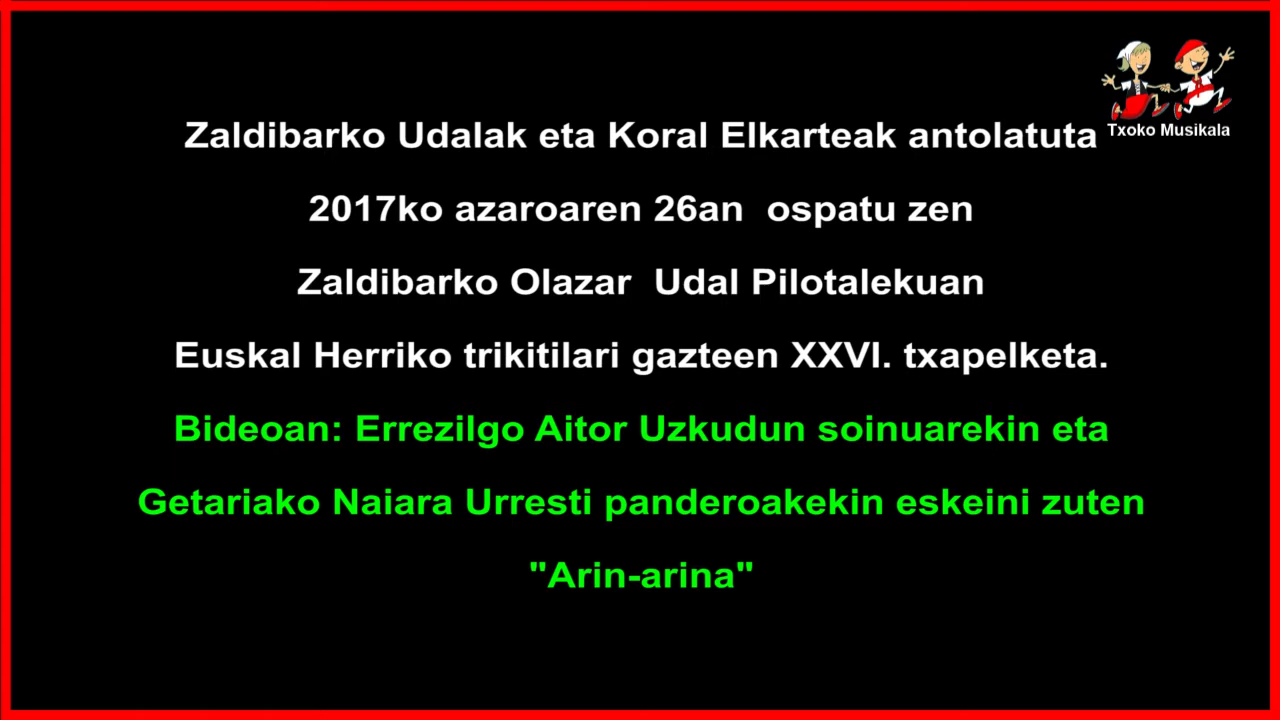 Txoko Musikala
Zaldibarko Udalak eta Koral Elkarteak antolatuta
2017ko azaroaren 26an ospatu zen
Zaldibarko Olazar Udal Pilotalekuan
Euskal Herriko trikitilari gazteen XXVI. txapelketa.
Bideoan: Errezilgo Aitor Uzkudun soinuarekin eta
Getariako Naiara Urresti panderoakekin eskeini zuten
"Arin-arina"